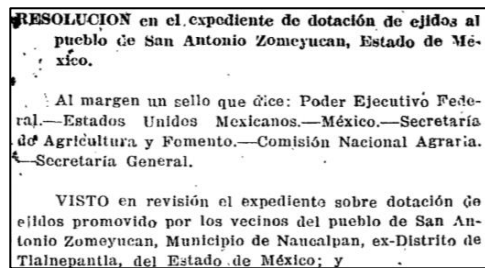 RESOLUCION en el expediente de dotación de ejidos al
pueblo de San Antonio Zomeyucan, Estado de Mé-
xico.
Al margen un sello que dice: Poder Ejecutivo Fede-
ral.—Estados Unidos Mexicanos.—México.—Secretaría
de Agricultura y Fomento.—Comisión Nacional Agraria.
—Secretaría General.
VISTO en revisión el expediente sobre dotación de
ejidos promovido por los vecinos del pueblo de San An-
tonio Zomeyucan, Municipio de Naucalpan, ex-Distrito de
Tlalnepantla, del Estado de México; y